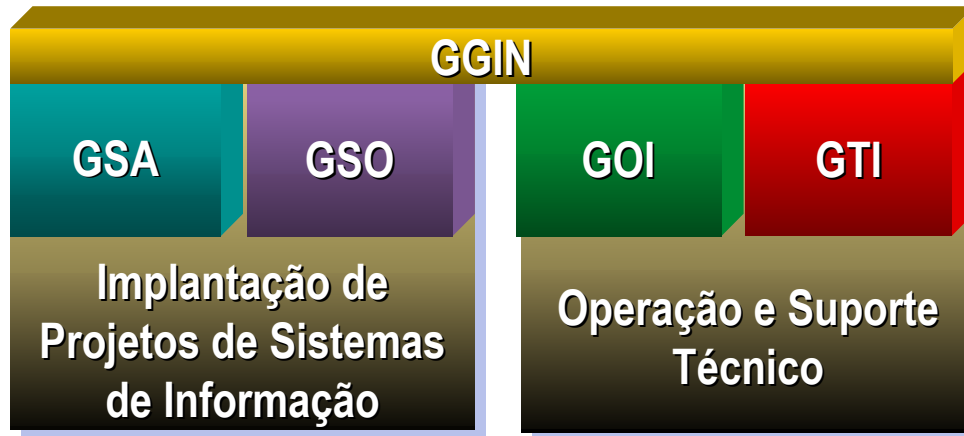 GGIN
GSA
GSO
GOI
GTI
Implantação de
Projetos de Sistemas
de Informação
Operação e Suporte
Técnico